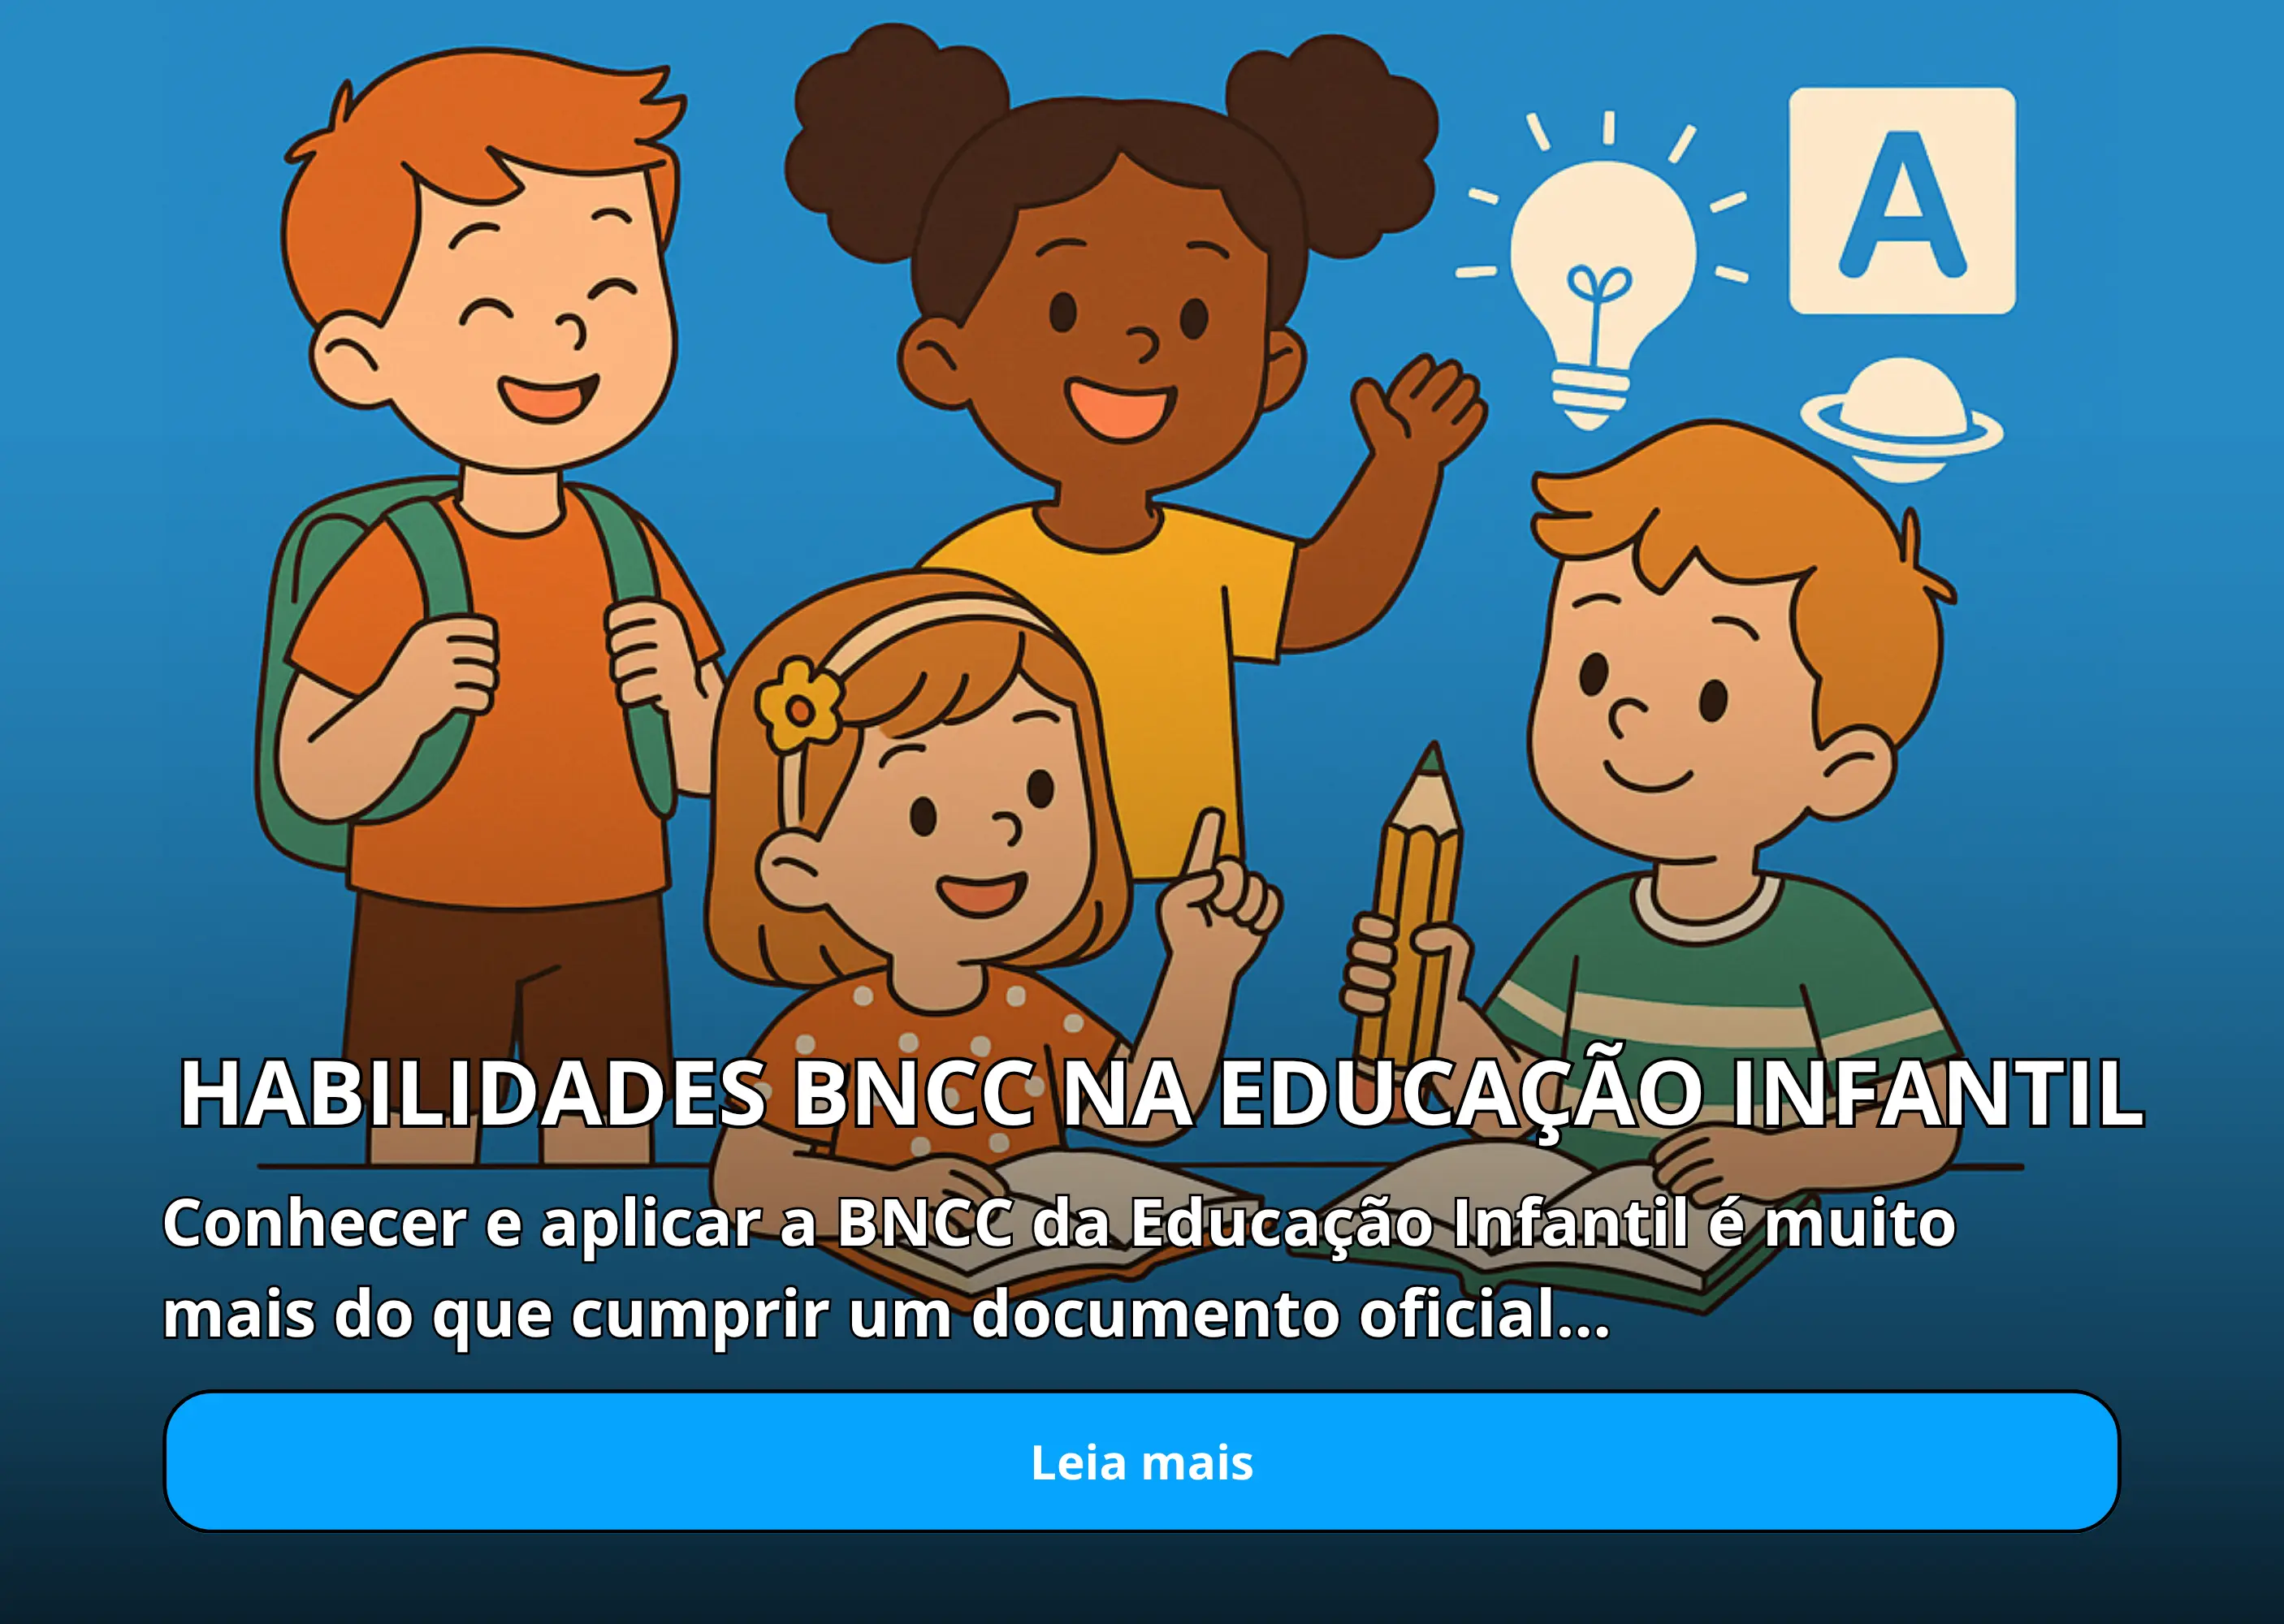 A
HABILIDADES BNCC NA EDUCAÇÃO INFANTIL
Conhecer e aplicar a BNCC da Educação Infantil é muito
mais do que cumprir um documento oficial...
Leia mais